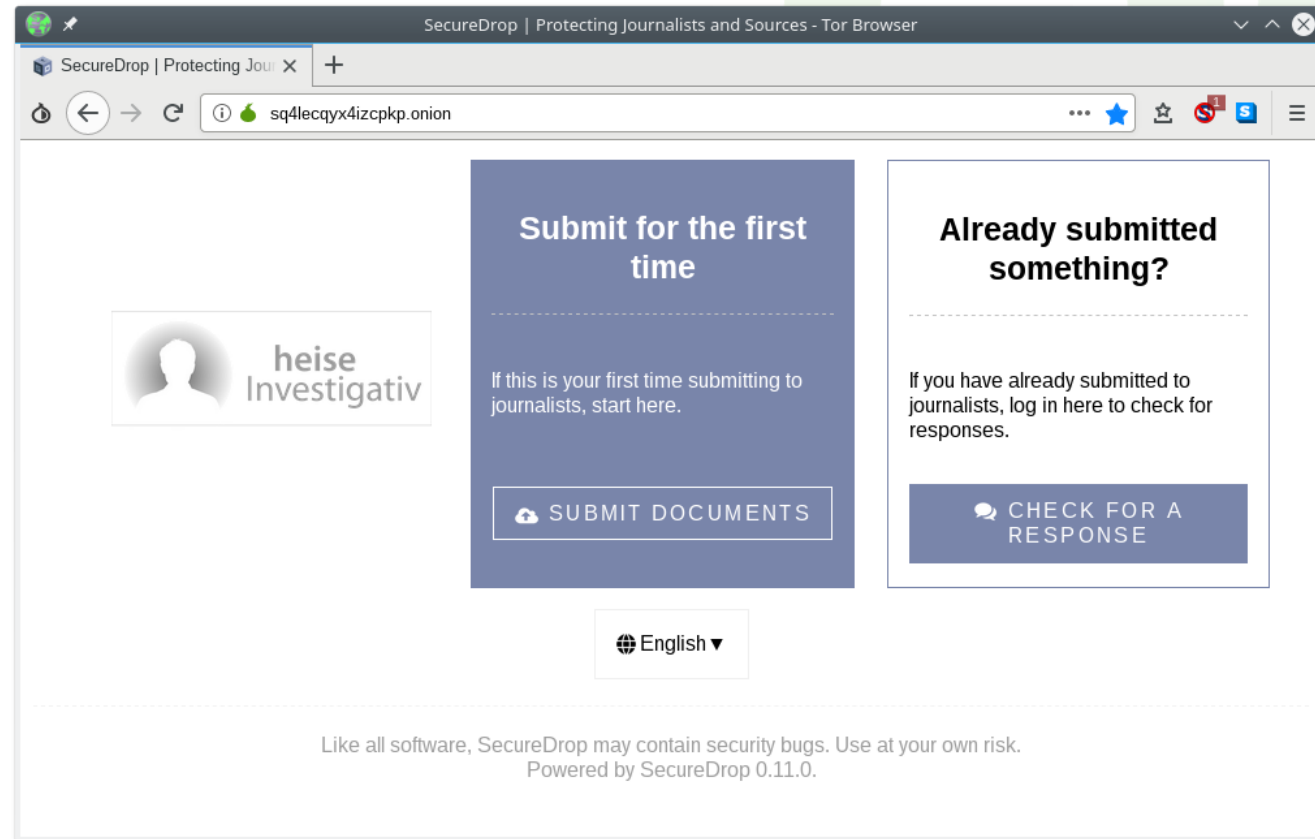 SecureDrop | Protecting Journalists and Sources - Tor Browser
SecureDrop | Protecting Jour
sq4lecqyx4izcpkp.onion
1
S
S
heise
Investigativ
Submit for the first
time
If this is your first time submitting to
journalists, start here.
SUBMIT DOCUMENTS
Already submitted
something?
If you have already submitted to
journalists, log in here to check for
responses.
CHECK FOR A
RESPONSE
English▼
Like all software, SecureDrop may contain security bugs. Use at your own risk.
Powered by SecureDrop 0.11.0.